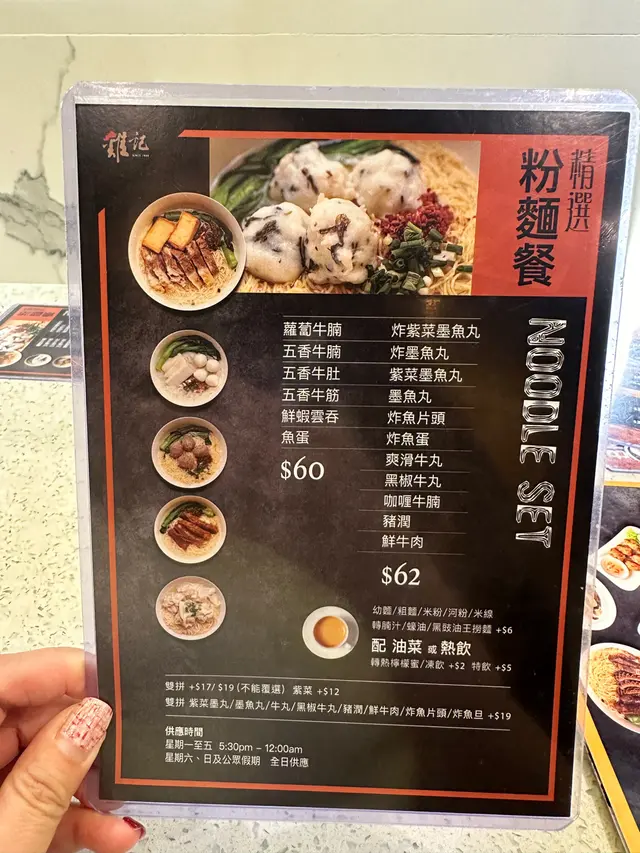 雞記
SINCE 1948
精選
粉麵餐
NOODLE SET
蘿蔔牛腩
五香牛腩
五香牛肚
五香牛筋
鮮蝦雲吞
魚蛋
$60
炸紫菜墨魚丸
炸墨魚丸
紫菜墨魚丸
墨魚丸
炸魚片頭
炸魚蛋
爽滑牛丸
黑椒牛丸
咖喱牛腩
豬潤
鮮牛肉
$62
幼麵/粗麵/米粉/河粉/米線
轉腩汁/蠔油/黑豉油王撈麵 +$6
配 油菜 或 熱飲
轉熱檸檬蜜/凍飲 +$2 特飲 +$5
雙拼 +$17/ $19 (不能覆選) 紫菜 +$12
雙拼 紫菜墨丸/墨魚丸/牛丸/黑椒牛丸/豬潤/鮮牛肉/炸魚片頭/炸魚旦 +$19
供應時間
星期一至五 5:30pm – 12:00am
星期六、日及公眾假期 全日供應